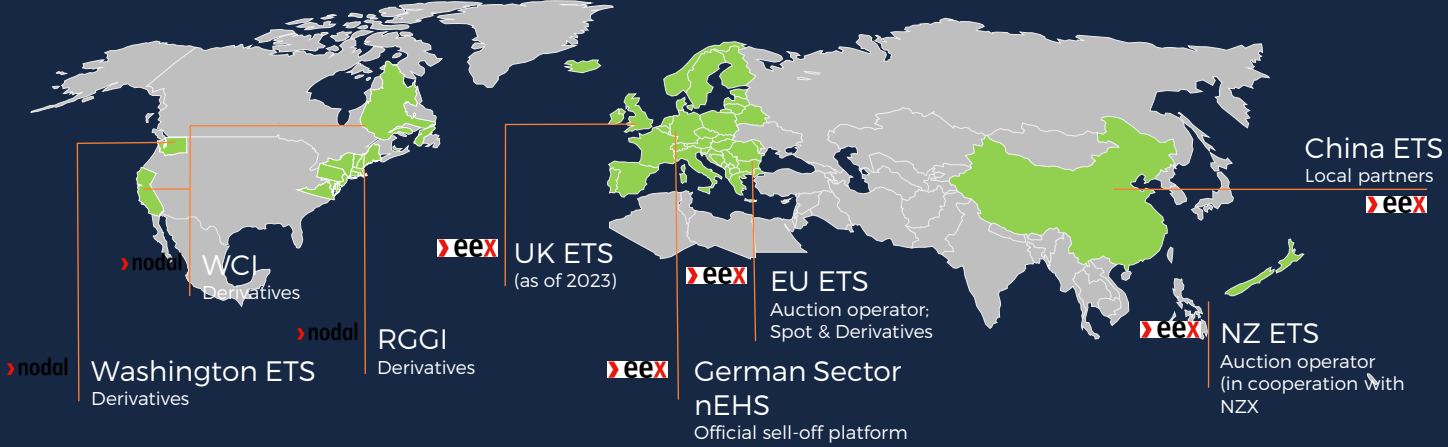 China ETS
Local partners
eex
nodal
WCI
Derivatives
eex
UK ETS
(as of 2023)
eex
EU ETS
Auction operator;
Spot & Derivatives
nodal
RGGI
Derivatives
eex
NZ ETS
Auction operator
(in cooperation with
NZX
nodal
Washington ETS
Derivatives
eex
German Sector
nEHS
Official sell-off platform